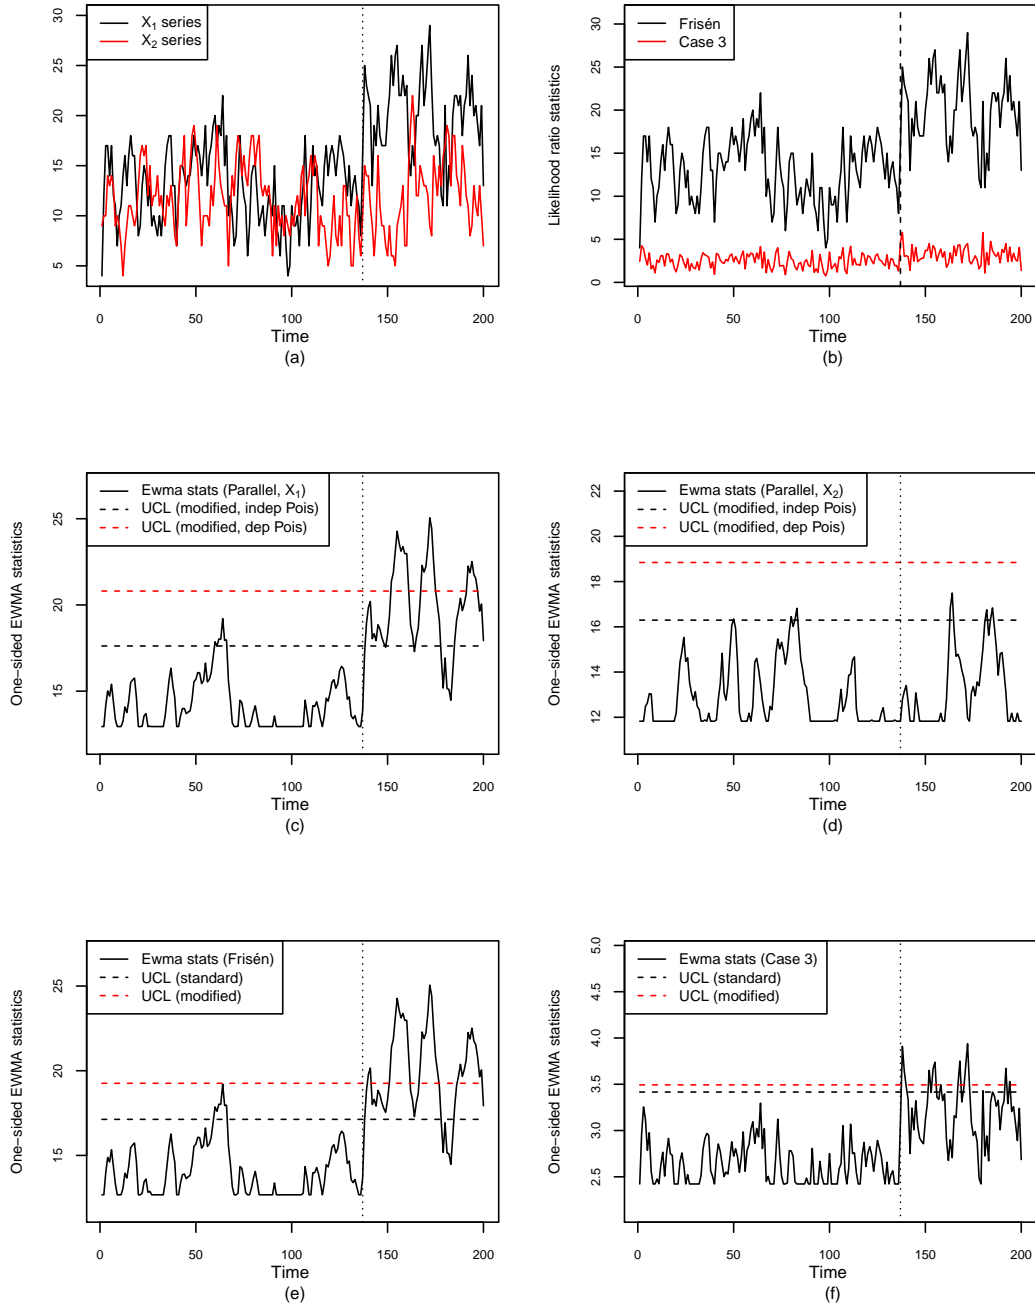 X1 series
X2 series
5 10 15 20 25 30
0 50 100 150 200
Time
(a)
Frisén
Case 3
Likelihood ratio statistics
0 5 10 15 20 25 30
0 50 100 150 200
Time
(b)
Ewma stats (Parallel, X1)
UCL (modified, indep Pois)
UCL (modified, dep Pois)
One-sided EWMA statistics
15 20 25
0 50 100 150 200
Time
(c)
Ewma stats (Parallel, X2)
UCL (modified, indep Pois)
UCL (modified, dep Pois)
One-sided EWMA statistics
12 14 16 18 20 22
0 50 100 150 200
Time
(d)
Ewma stats (Frisén)
UCL (standard)
UCL (modified)
One-sided EWMA statistics
15 20 25
0 50 100 150 200
Time
(e)
Ewma stats (Case 3)
UCL (standard)
UCL (modified)
One-sided EWMA statistics
2.5 3.0 3.5 4.0 4.5 5.0
0 50 100 150 200
Time
(f)